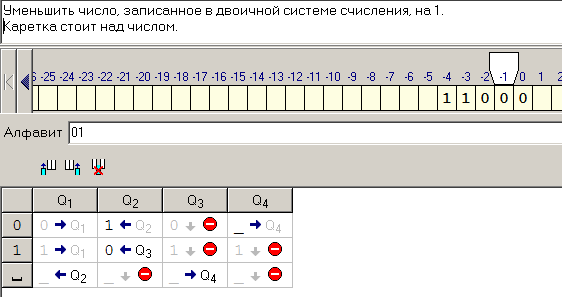 Уменьшить число, записанное в двоичной системе счисления, на 1.
Каретка стоит над числом.
6 -25 -24 -23 -22 -21 -20 -19 -18 -17 -16 -15 -14 -13 -12 -11 -10 -9 -8 -7 -6 -5 -4 -3 -2 -1 0 1 2
1 1 0 0 0
Алфавит 01
Q1 Q2 Q3 Q4
0 0 → Q1 1 ← Q2 0 ↓ _ → Q4
1 1 → Q1 0 ← Q3 1 ↓ 1 ↓
_ ← Q2 _ ↓ _ → Q4 _ ↓